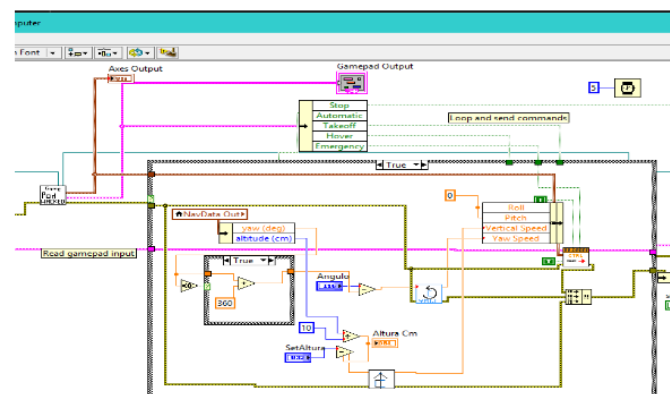 puter
Font
Axes Output
Gamepad Output
5
Stop
Automatic
Takeoff
Hover
Emergency
Loop and send commands
True
0
Roll
Pitch
Vertical Speed
Yaw Speed
NavData Out
yaw (deg)
altitude (cm)
Read gamepad input
True
360
Angulo
10
Altura Cm
SetAltura